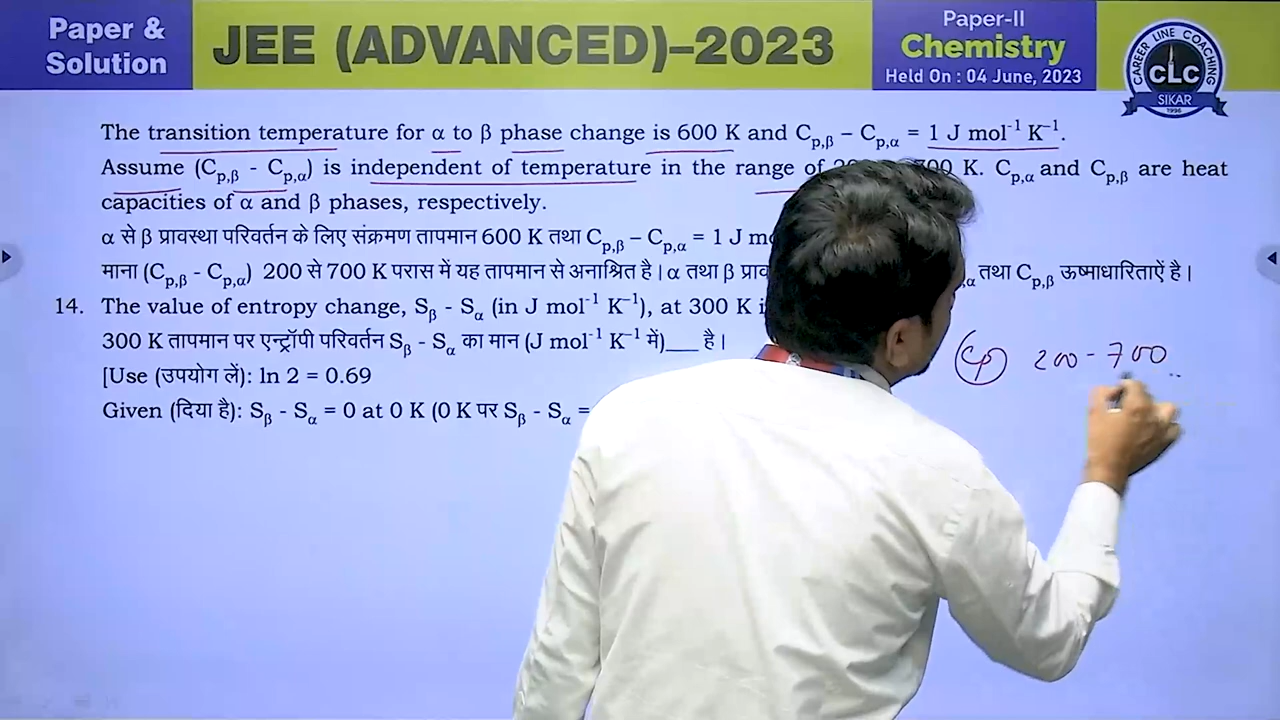 Paper &
Solution
JEE (ADVANCED)–2023
Paper-II
Chemistry
Held On : 04 June, 2023
CAREER LINE COACHING
CLC
SIKAR
1996
The transition temperature for α to β phase change is 600 K and Cp,β – Cp,α = 1 J mol⁻¹ K⁻¹.
Assume (Cp,β - Cp,α) is independent of temperature in the range of K. Cp,α and Cp,β are heat
capacities of α and β phases, respectively.
α से β प्रावस्था परिवर्तन के लिए संक्रमण तापमान 600 K तथा Cp,β – Cp,α = 1 J
माना (Cp,β - Cp,α) 200 से 700 K परास में यह तापमान से अनाश्रित है। α तथा β तथा Cp,β ऊष्माधारिताऐं है।
14. The value of entropy change, Sβ - Sα (in J mol⁻¹ K⁻¹), at 300 K
300 K तापमान पर एन्ट्रॉपी परिवर्तन Sβ - Sα का मान (J mol⁻¹ K⁻¹ में)___ है।
[Use (उपयोग लें): ln 2 = 0.69
Given (दिया है): Sβ - Sα = 0 at 0 K (0 K पर Sβ - Sα =
Cp 200 - 700